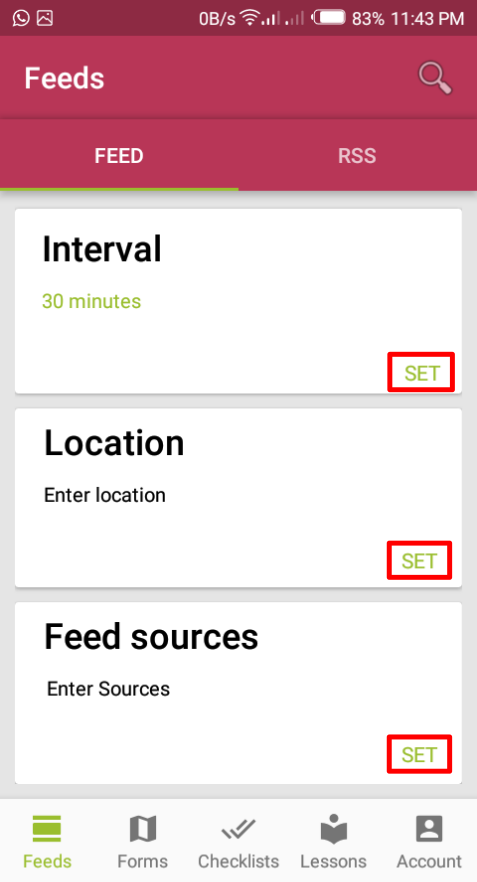 0B/s 83% 11:43 PM
Feeds
FEED RSS
Interval
30 minutes
SET
Location
Enter location
SET
Feed sources
Enter Sources
SET
Feeds Forms Checklists Lessons Account